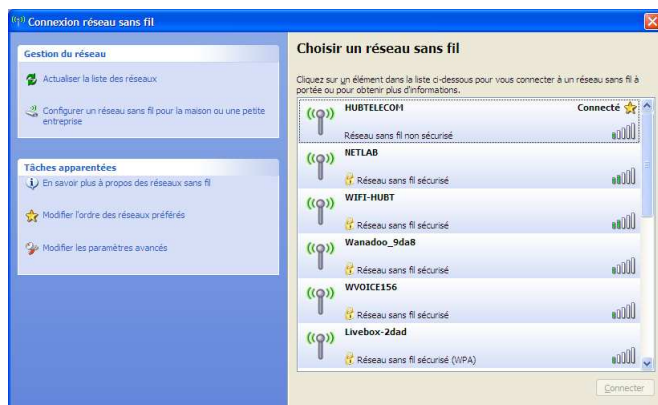 Connexion réseau sans fil
Gestion du réseau
Actualiser la liste des réseaux
Configurer un réseau sans fil pour la maison ou une petite
entreprise
Tâches apparentées
En savoir plus à propos des réseaux sans fil
Modifier l'ordre des réseaux préférés
Modifier les paramètres avancés
Choisir un réseau sans fil
Cliquez sur un élément dans la liste ci-dessous pour vous connecter à un réseau sans fil à
portée ou pour obtenir plus d'informations.
HUBTELECOM Connecté
Réseau sans fil non sécurisé
NETLAB
Réseau sans fil sécurisé
WIFI-HUBT
Réseau sans fil sécurisé
Wanadoo_9da8
Réseau sans fil sécurisé
WVOICE156
Réseau sans fil sécurisé
Livebox-2dad
Réseau sans fil sécurisé (WPA)
Connecter